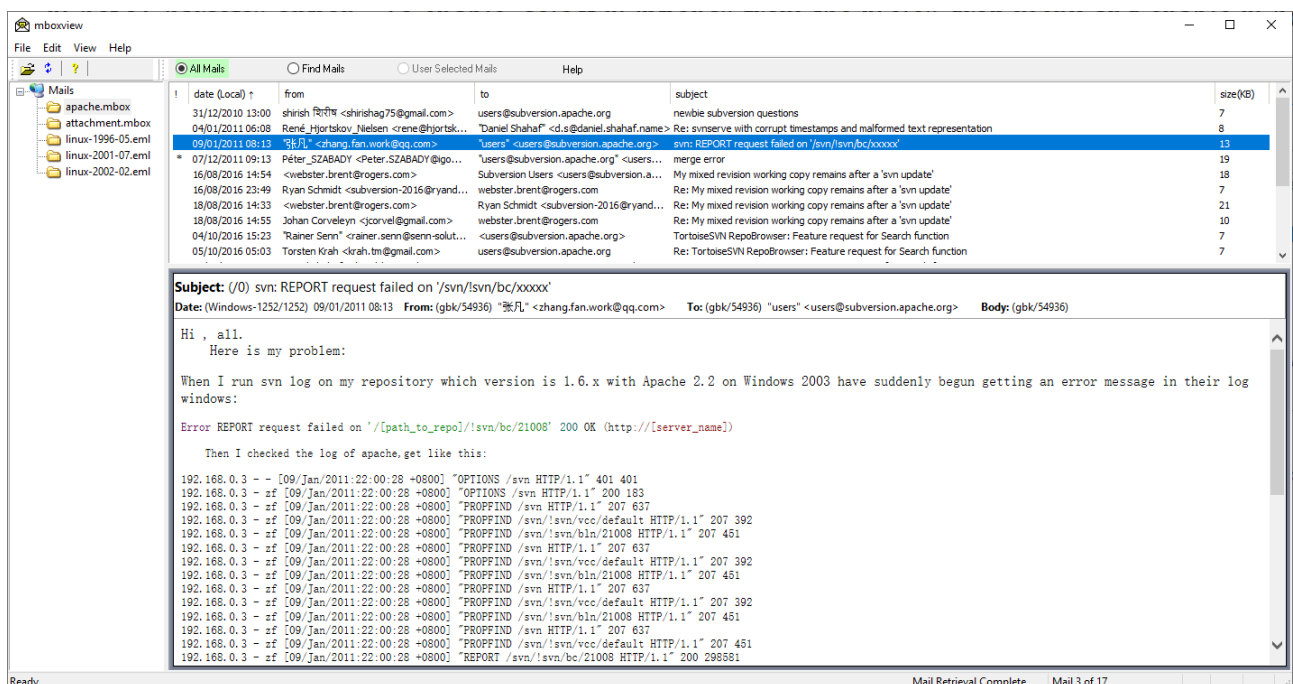 mboxview
File Edit View Help
? All Mails Find Mails User Selected Mails Help
Mails
apache.mbox
attachment.mbox
linux-1996-05.eml
linux-2001-07.eml
linux-2002-02.eml
! date (Local) ↑ from to subject size(KB)
31/12/2010 13:00 shirish शिरीष <shirishag75@gmail.com> users@subversion.apache.org newbie subversion questions 7
04/01/2011 06:08 René_Hjortskov_Nielsen <rene@hjortsk... "Daniel Shahaf" <d.s@daniel.shahaf.name> Re: svnserve with corrupt timestamps and malformed text representation 8
09/01/2011 08:13 "张凡" <zhang.fan.work@qq.com> "users" <users@subversion.apache.org> svn: REPORT request failed on '/svn/!svn/bc/xxxxx' 13
* 07/12/2011 09:13 Péter_SZABADY <Peter.SZABADY@igo... "users@subversion.apache.org" <users... merge error 19
16/08/2016 14:54 <webster.brent@rogers.com> Subversion Users <users@subversion.a... My mixed revision working copy remains after a 'svn update' 18
16/08/2016 23:49 Ryan Schmidt <subversion-2016@ryand... webster.brent@rogers.com Re: My mixed revision working copy remains after a 'svn update' 7
18/08/2016 14:33 <webster.brent@rogers.com> Ryan Schmidt <subversion-2016@ryand... Re: My mixed revision working copy remains after a 'svn update' 21
18/08/2016 14:55 Johan Corveleyn <jcorvel@gmail.com> webster.brent@rogers.com Re: My mixed revision working copy remains after a 'svn update' 10
04/10/2016 15:23 "Rainer Senn" <rainer.senn@senn-solut... <users@subversion.apache.org> TortoiseSVN RepoBrowser: Feature request for Search function 7
05/10/2016 05:03 Torsten Krah <krah.tm@gmail.com> users@subversion.apache.org Re: TortoiseSVN RepoBrowser: Feature request for Search function 7
Subject: (/0) svn: REPORT request failed on '/svn/!svn/bc/xxxxx'
Date: (Windows-1252/1252) 09/01/2011 08:13 From: (gbk/54936) "张凡" <zhang.fan.work@qq.com> To: (gbk/54936) "users" <users@subversion.apache.org> Body: (gbk/54936)
Hi , all.
Here is my problem:
When I run svn log on my repository which version is 1.6.x with Apache 2.2 on Windows 2003 have suddenly begun getting an error message in their log
windows:
Error REPORT request failed on '/[path_to_repo]/!svn/bc/21008' 200 OK (http://[server_name])
Then I checked the log of apache,get like this:
192.168.0.3 - - [09/Jan/2011:22:00:28 +0800] "OPTIONS /svn HTTP/1.1" 401 401
192.168.0.3 - zf [09/Jan/2011:22:00:28 +0800] "OPTIONS /svn HTTP/1.1" 200 183
192.168.0.3 - zf [09/Jan/2011:22:00:28 +0800] "PROPFIND /svn HTTP/1.1" 207 637
192.168.0.3 - zf [09/Jan/2011:22:00:28 +0800] "PROPFIND /svn/!svn/vcc/default HTTP/1.1" 207 392
192.168.0.3 - zf [09/Jan/2011:22:00:28 +0800] "PROPFIND /svn/!svn/bln/21008 HTTP/1.1" 207 451
192.168.0.3 - zf [09/Jan/2011:22:00:28 +0800] "PROPFIND /svn HTTP/1.1" 207 637
192.168.0.3 - zf [09/Jan/2011:22:00:28 +0800] "PROPFIND /svn/!svn/vcc/default HTTP/1.1" 207 392
192.168.0.3 - zf [09/Jan/2011:22:00:28 +0800] "PROPFIND /svn/!svn/bln/21008 HTTP/1.1" 207 451
192.168.0.3 - zf [09/Jan/2011:22:00:28 +0800] "PROPFIND /svn HTTP/1.1" 207 637
192.168.0.3 - zf [09/Jan/2011:22:00:28 +0800] "PROPFIND /svn/!svn/vcc/default HTTP/1.1" 207 392
192.168.0.3 - zf [09/Jan/2011:22:00:28 +0800] "PROPFIND /svn/!svn/bln/21008 HTTP/1.1" 207 451
192.168.0.3 - zf [09/Jan/2011:22:00:28 +0800] "PROPFIND /svn HTTP/1.1" 207 637
192.168.0.3 - zf [09/Jan/2011:22:00:28 +0800] "PROPFIND /svn/!svn/vcc/default HTTP/1.1" 207 451
192.168.0.3 - zf [09/Jan/2011:22:00:28 +0800] "REPORT /svn/!svn/bc/21008 HTTP/1.1" 200 298581
Ready Mail Retrieval Complete Mail 3 of 17